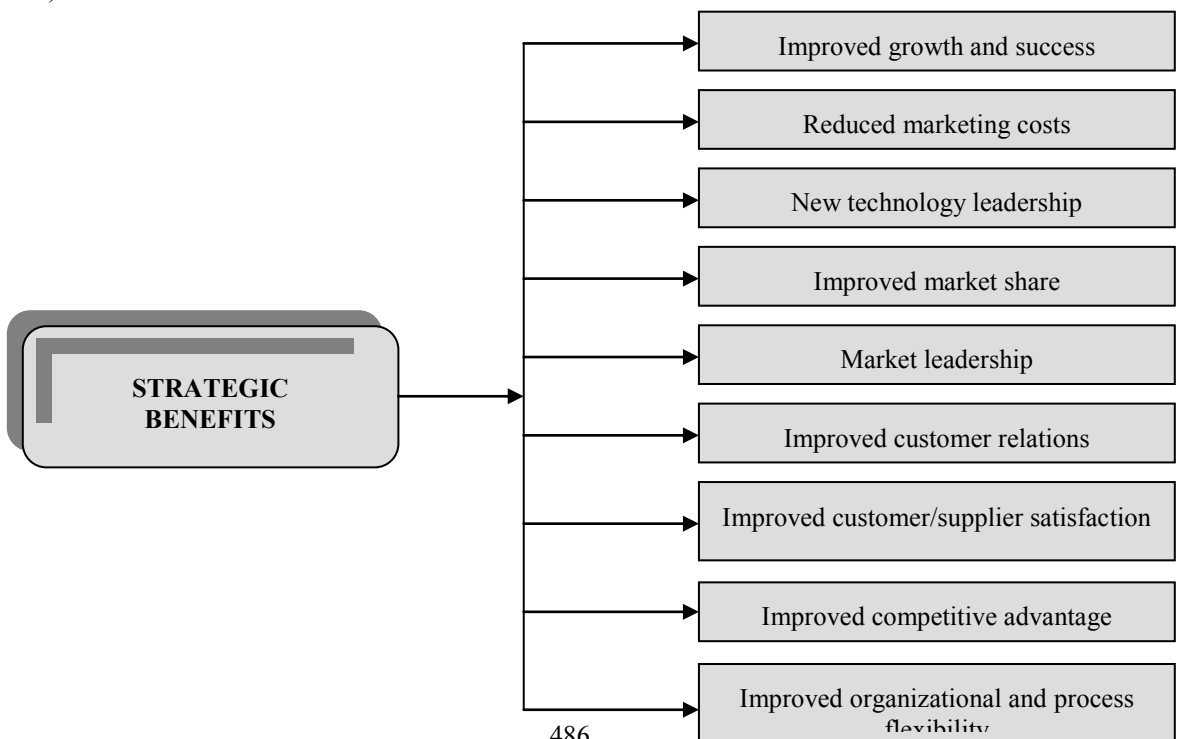 Improved growth and success
Reduced marketing costs
New technology leadership
Improved market share
Market leadership
STRATEGIC
BENEFITS
Improved customer relations
Improved customer/supplier satisfaction
Improved competitive advantage
Improved organizational and process
flexibility
486